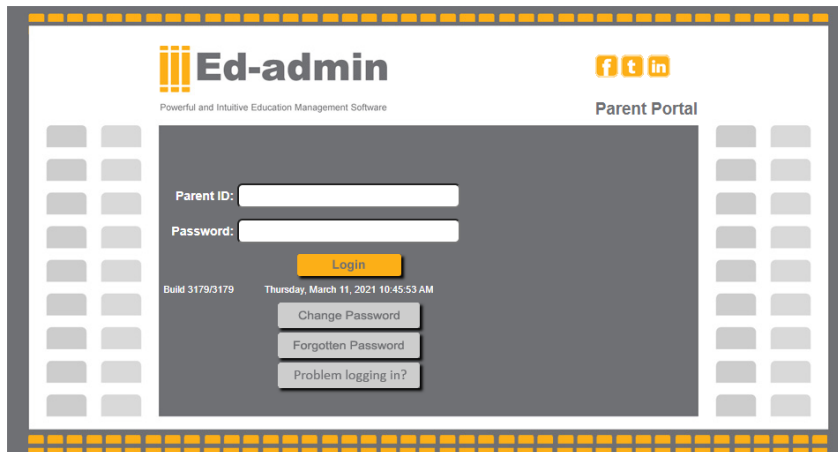 Ed-admin
f t in
Powerful and Intuitive Education Management Software
Parent Portal
Parent ID:
Password:
Login
Build 3179/3179 Thursday, March 11, 2021 10:45:53 AM
Change Password
Forgotten Password
Problem logging in?